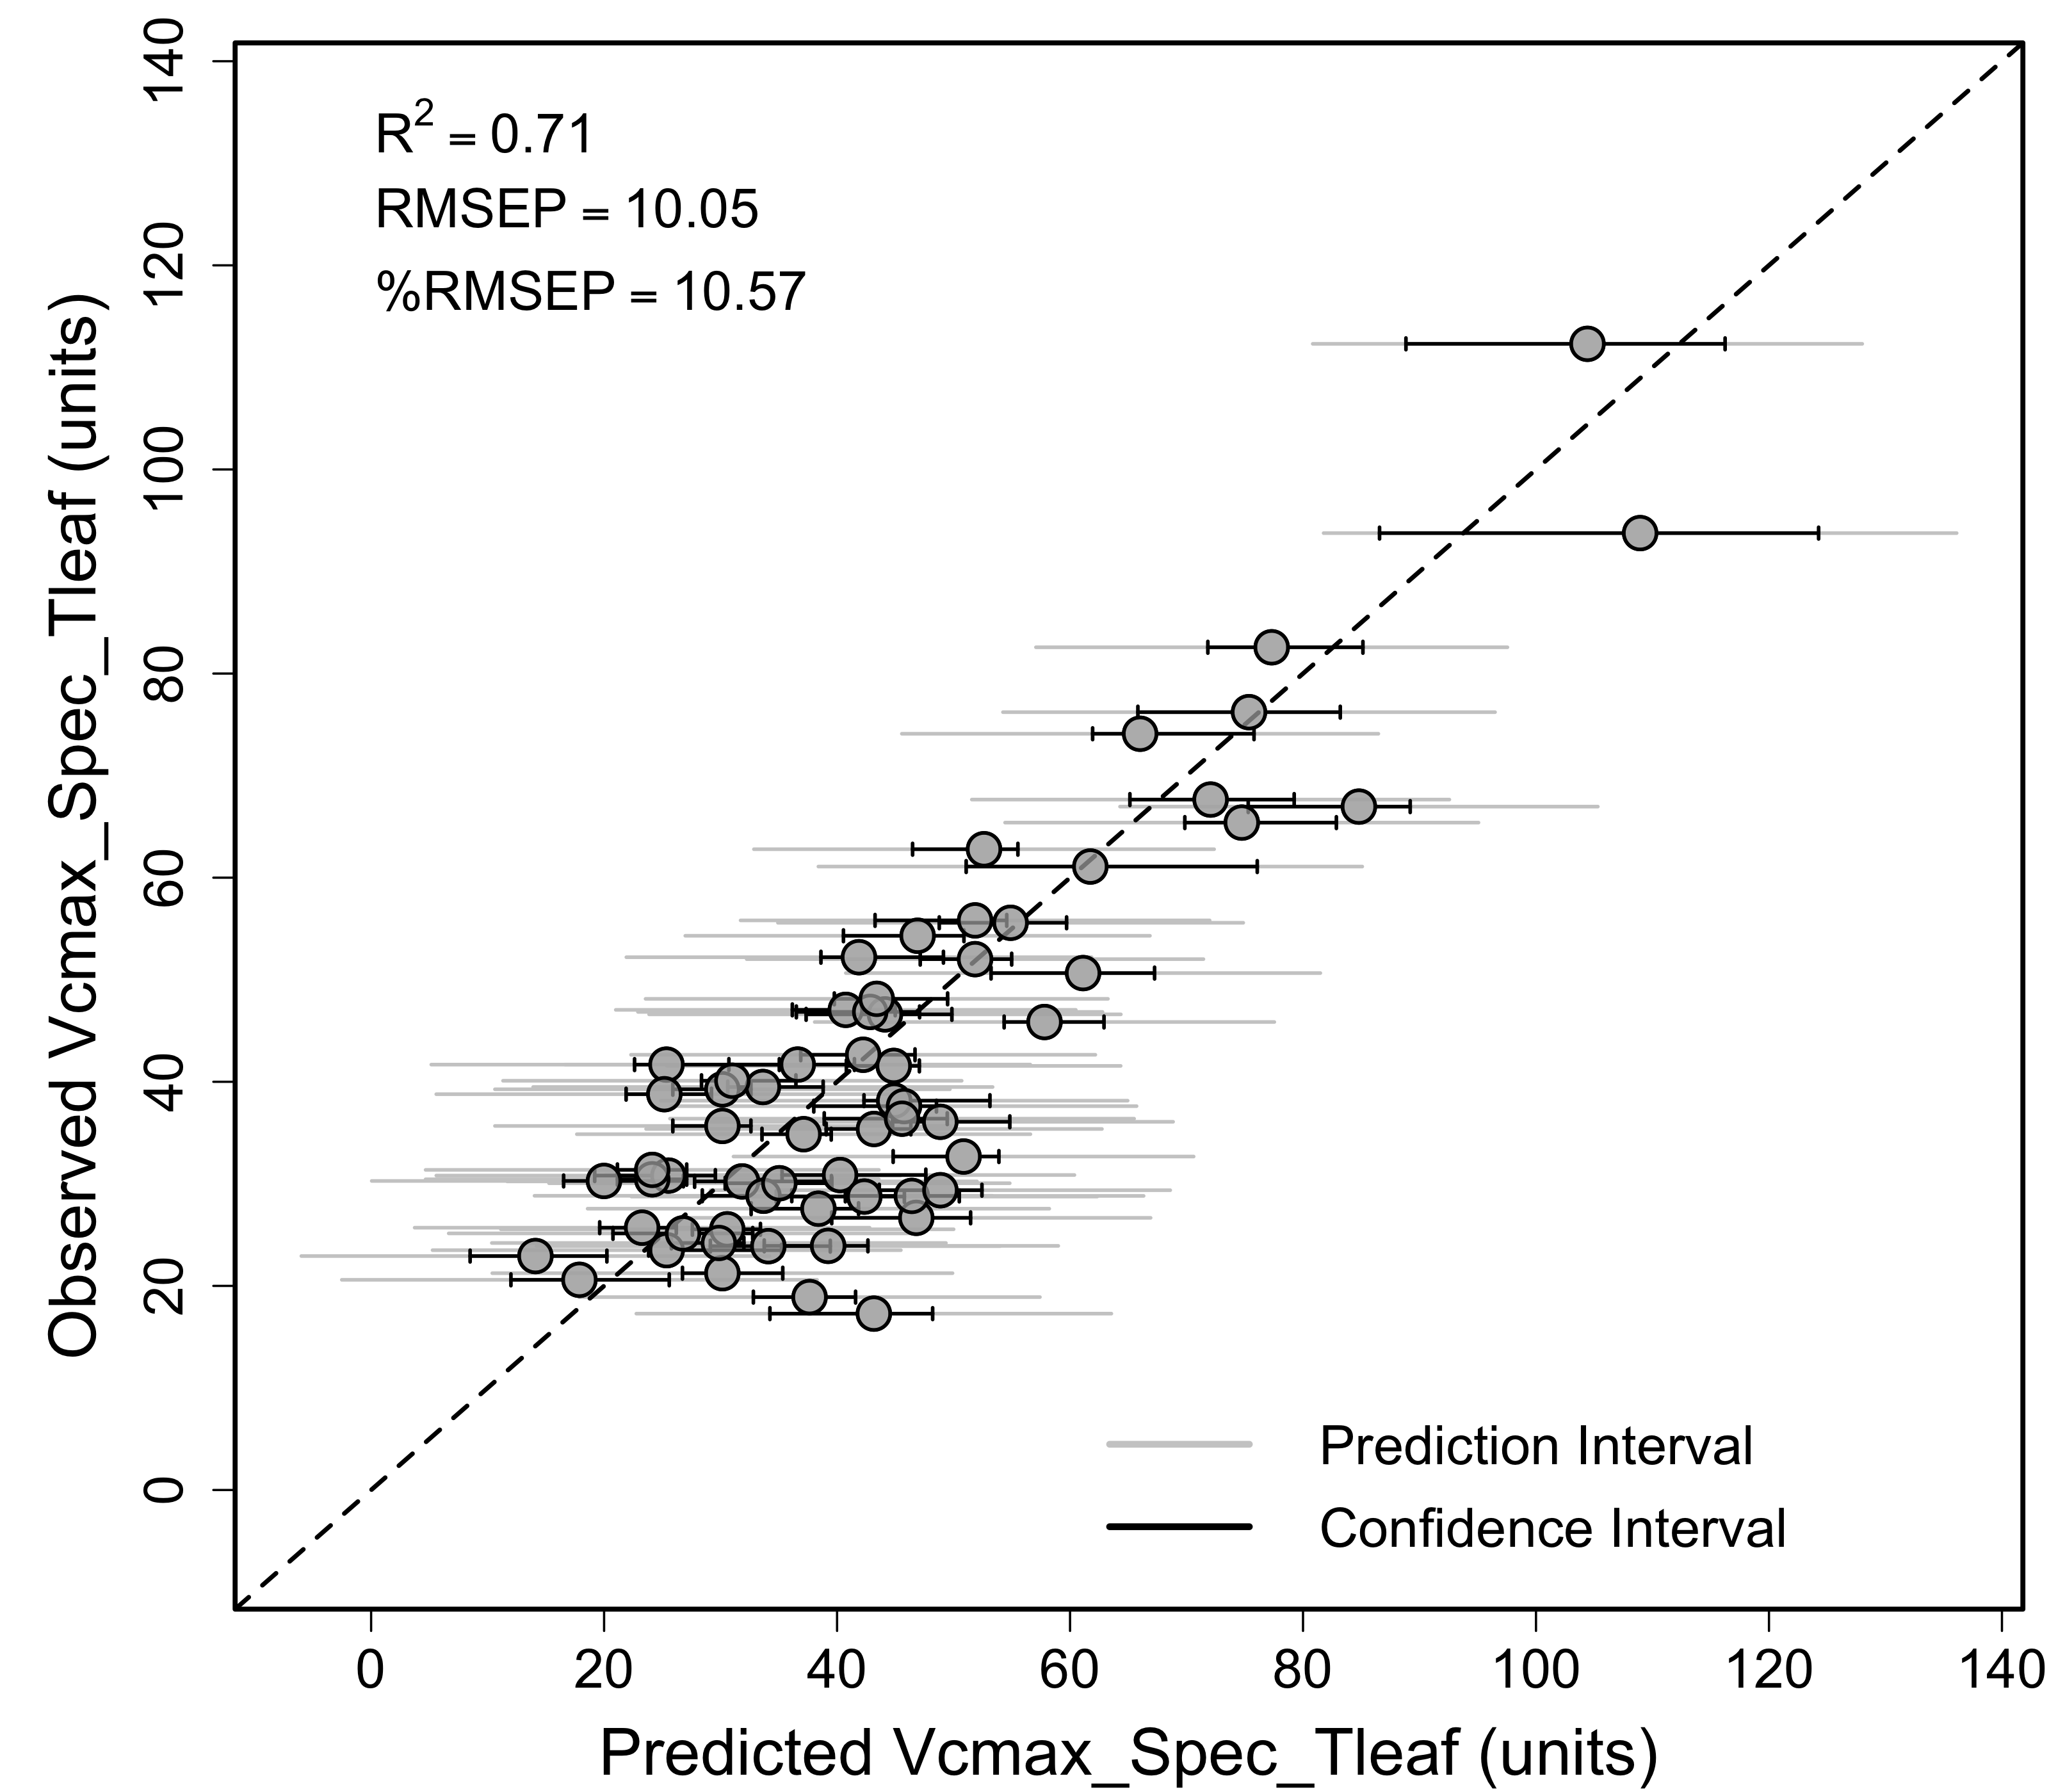 R² = 0.71
RMSEP = 10.05
%RMSEP = 10.57
Observed Vcmax_Spec_Tleaf (units)
140
120
100
80
60
40
20
0
Prediction Interval
Confidence Interval
0 20 40 60 80 100 120 140
Predicted Vcmax_Spec_Tleaf (units)